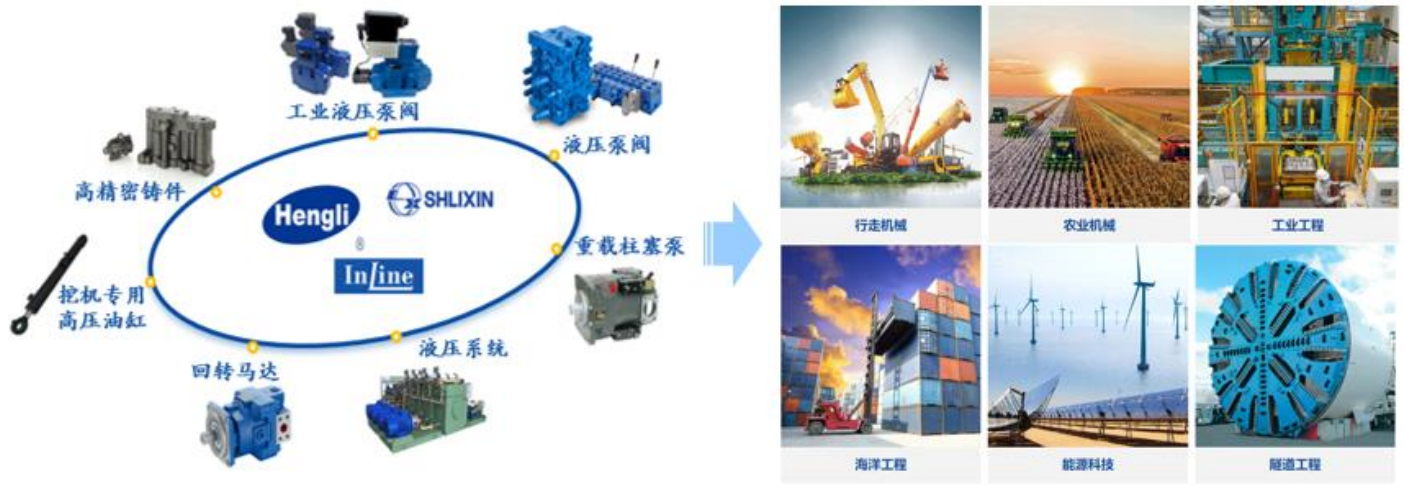 工业液压泵阀
液压泵阀
高精密铸件
Hengli
®
SHLIXIN
InLine
重载柱塞泵
挖机专用
高压油缸
液压系统
回转马达
行走机械
农业机械
工业工程
海洋工程
能源科技
隧道工程